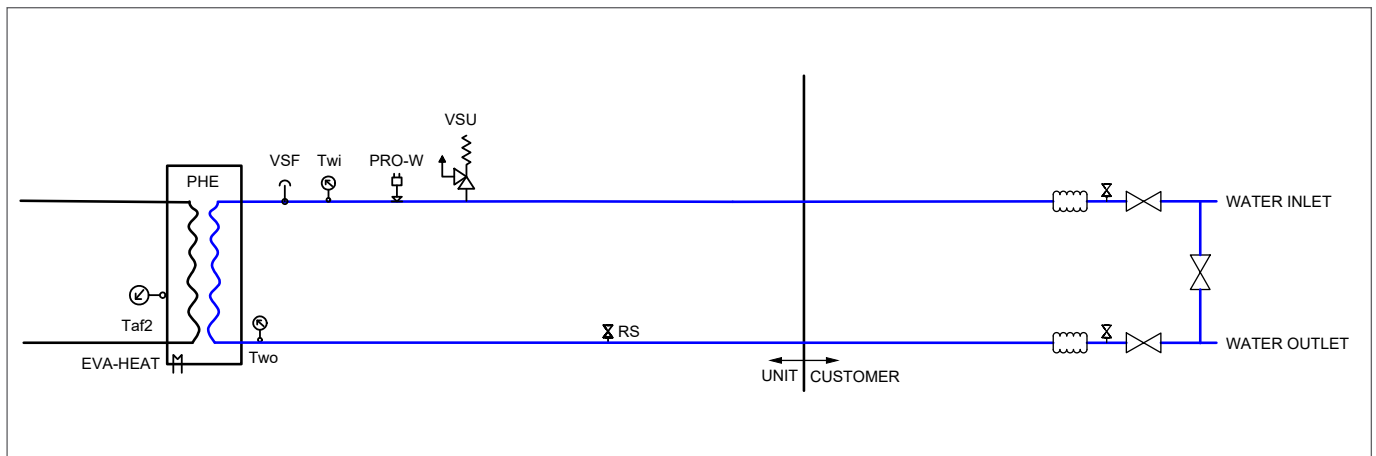 VSU
VSF
Twi
PRO-W
PHE
WATER INLET
Taf2
RS
EVA-HEAT
Two
WATER OUTLET
UNIT
CUSTOMER